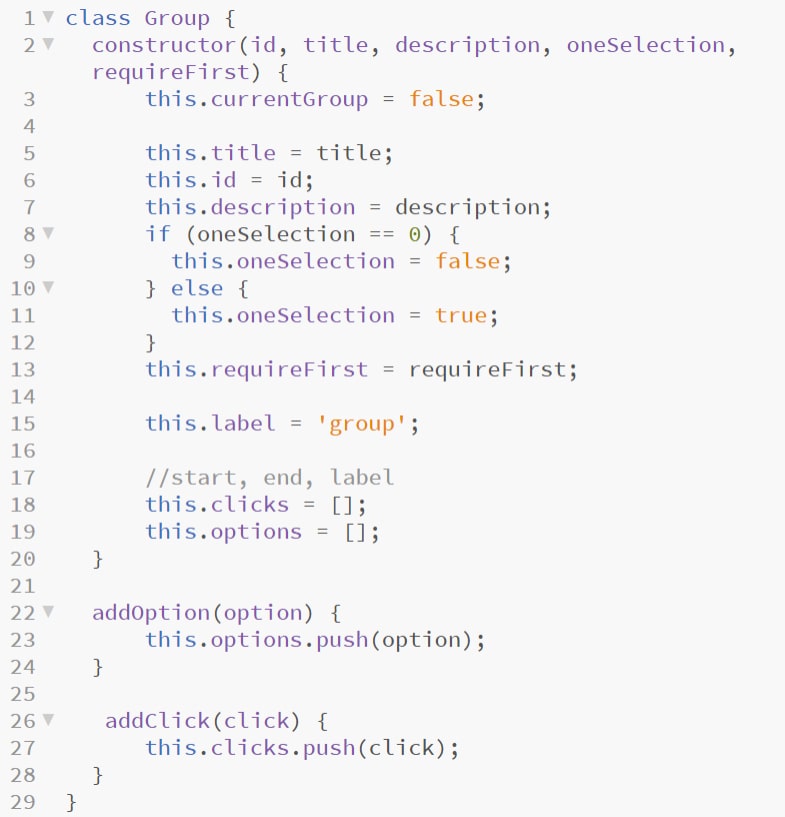 1 class Group {
2   constructor(id, title, description, oneSelection,
  requireFirst) {
3       this.currentGroup = false;
4
5       this.title = title;
6       this.id = id;
7       this.description = description;
8       if (oneSelection == 0) {
9         this.oneSelection = false;
10       } else {
11         this.oneSelection = true;
12       }
13       this.requireFirst = requireFirst;
14
15       this.label = 'group';
16
17       //start, end, label
18       this.clicks = [];
19       this.options = [];
20   }
21
22   addOption(option) {
23       this.options.push(option);
24   }
25
26    addClick(click) {
27       this.clicks.push(click);
28   }
29 }